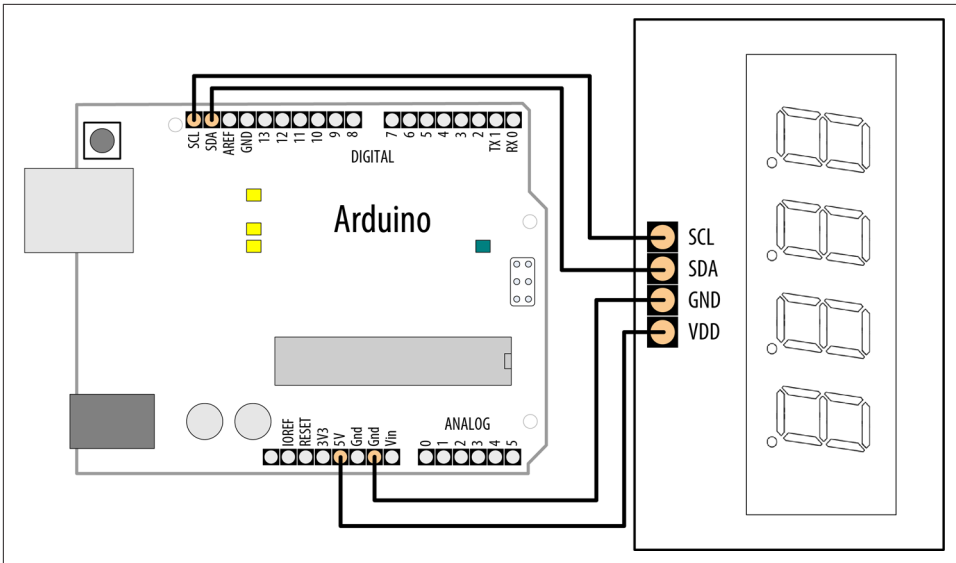 SCL
SDA
AREF
GND
13
12
11
10
9
8
7
6
5
4
3
2
TX 1
RX 0
DIGITAL
Arduino
SCL
SDA
GND
VDD
ANALOG
IOREF
RESET
3V3
5V
Gnd
Gnd
Vin
0
1
2
3
4
5